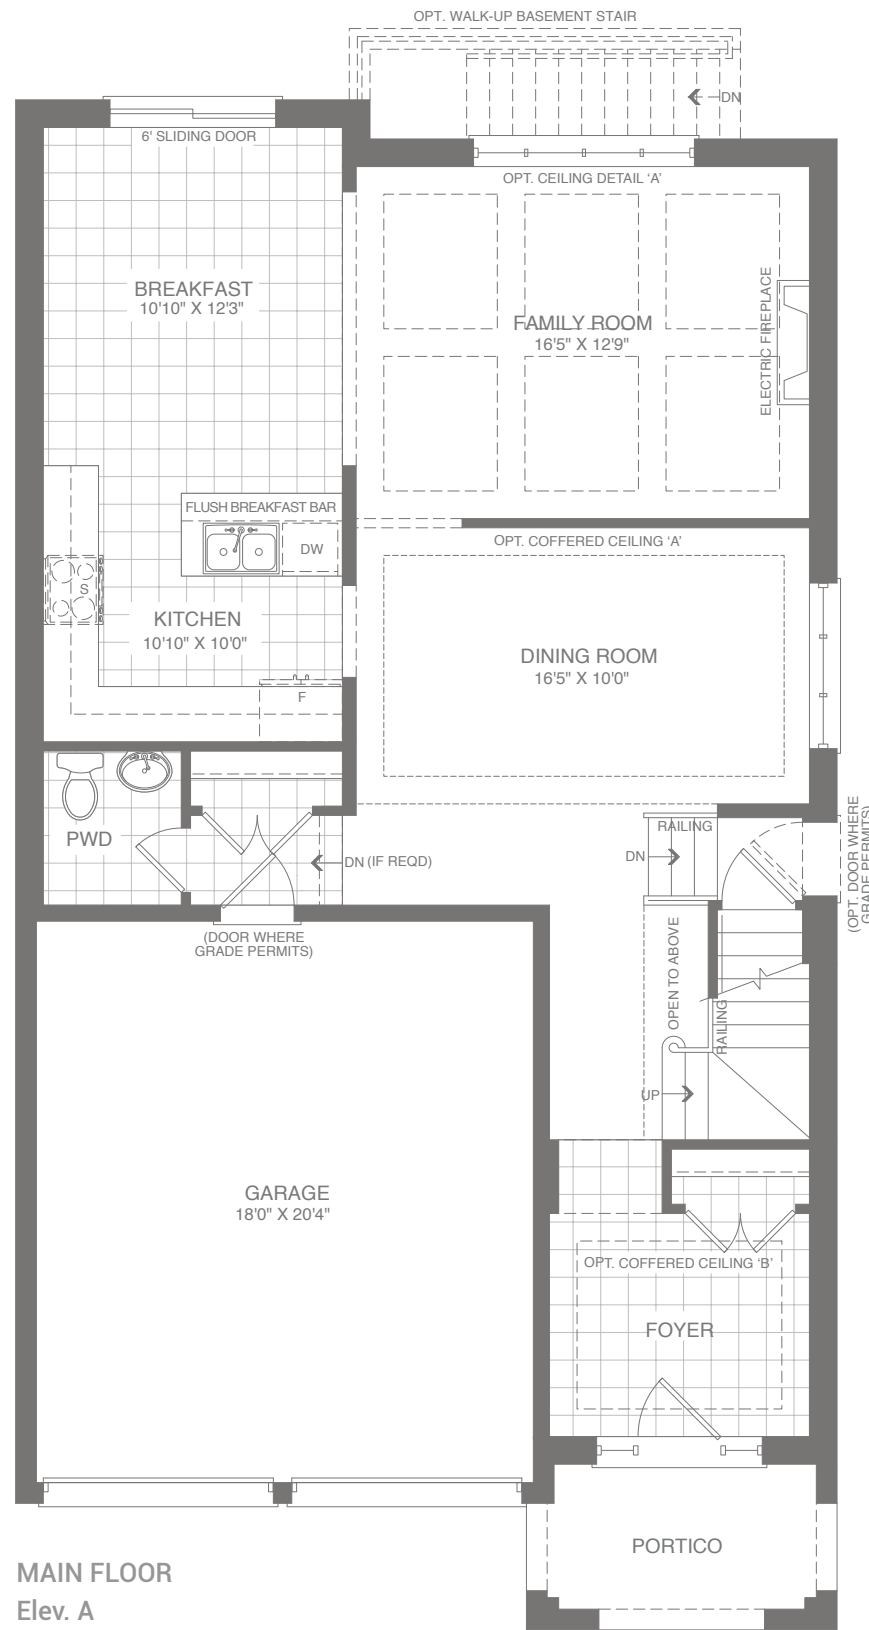 OPT. WALK-UP BASEMENT STAIR
DN
6' SLIDING DOOR
OPT. CEILING DETAIL ‘A’
BREAKFAST
10'10" X 12'3"
FAMILY ROOM
16'5" X 12'9"
ELECTRIC FIREPLACE
FLUSH BREAKFAST BAR
DW
OPT. COFFERED CEILING ‘A’
S
KITCHEN
10'10" X 10'0"
DINING ROOM
16'5" X 10'0"
F
PWD
DN (IF REQD)
RAILING
DN
(OPT. DOOR WHERE
GRADE PERMITS)
(DOOR WHERE
GRADE PERMITS)
OPEN TO ABOVE
RAILING
UP
GARAGE
18'0" X 20'4"
OPT. COFFERED CEILING ‘B’
FOYER
PORTICO
MAIN FLOOR
Elev. A